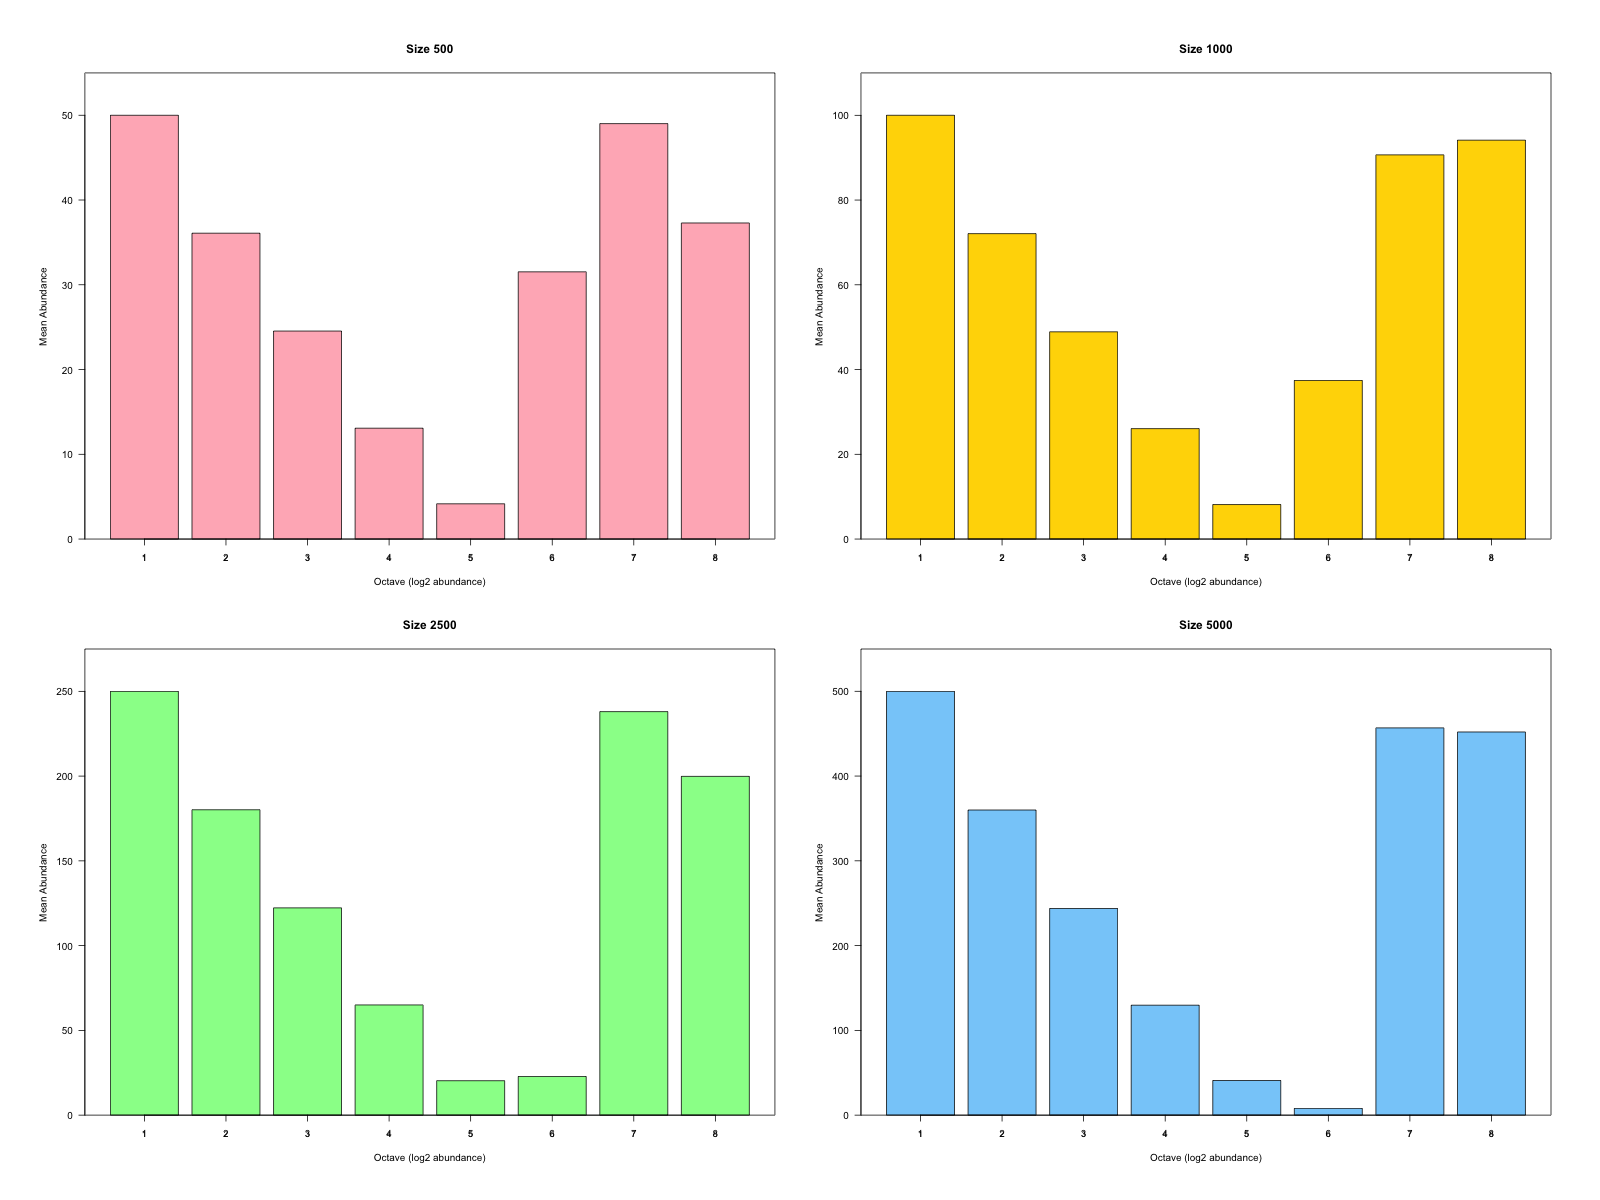 Size 500
Mean Abundance
50
40
30
20
10
0
1 2 3 4 5 6 7 8
Octave (log2 abundance)
Size 1000
Mean Abundance
100
80
60
40
20
0
1 2 3 4 5 6 7 8
Octave (log2 abundance)
Size 2500
Mean Abundance
250
200
150
100
50
0
1 2 3 4 5 6 7 8
Octave (log2 abundance)
Size 5000
Mean Abundance
500
400
300
200
100
0
1 2 3 4 5 6 7 8
Octave (log2 abundance)